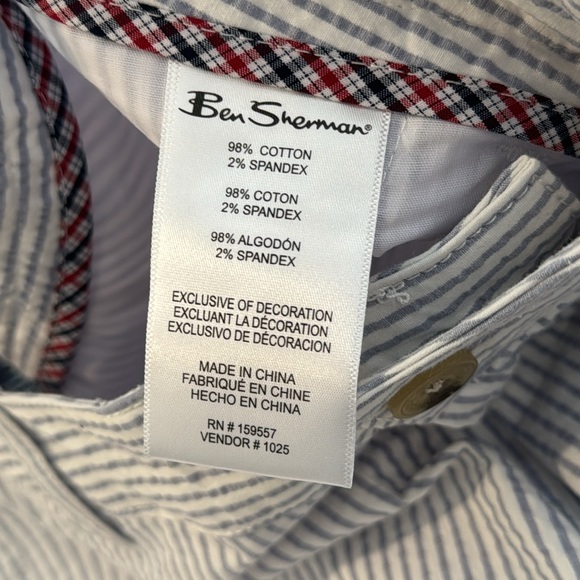 Ben Sherman®
98% COTTON
2% SPANDEX
98% COTON
2% SPANDEX
98% ALGODÓN
2% SPANDEX
EXCLUSIVE OF DECORATION
EXCLUANT LA DÉCORATION
EXCLUSIVO DE DECORACION
MADE IN CHINA
FABRIQUÉ EN CHINE
HECHO EN CHINA
RN # 159557
VENDOR # 1025